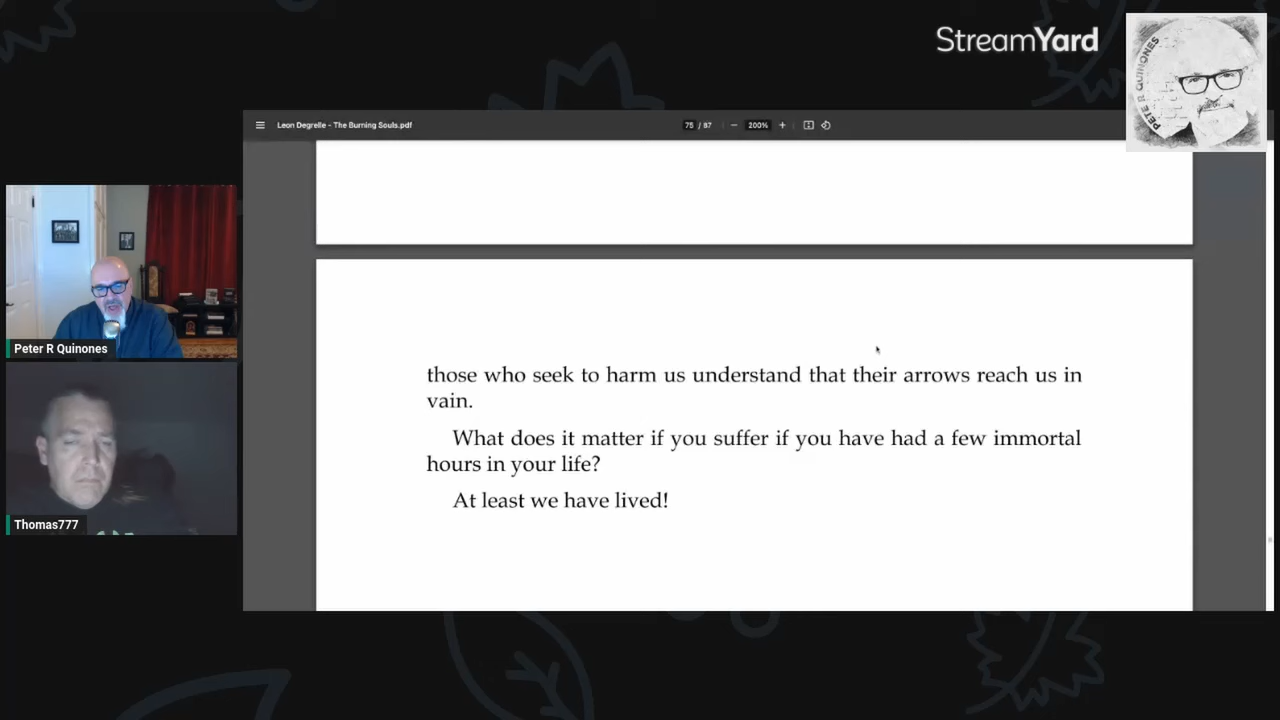 StreamYard
PETER R QUINONES
Leon Degrelle - The Burning Souls.pdf
75 / 87
200%
those who seek to harm us understand that their arrows reach us in
vain.
What does it matter if you suffer if you have had a few immortal
hours in your life?
At least we have lived!
Peter R Quinones
Thomas777